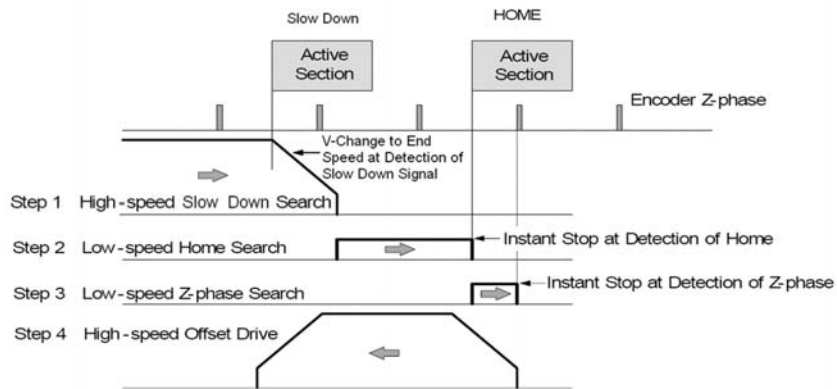 Slow Down
HOME
Active
Section
Active
Section
Encoder Z-phase
V-Change to End
Speed at Detection of
Slow Down Signal
Step 1 High-speed Slow Down Search
Step 2 Low-speed Home Search
Instant Stop at Detection of Home
Step 3 Low-speed Z-phase Search
Instant Stop at Detection of Z-phase
Step 4 High-speed Offset Drive